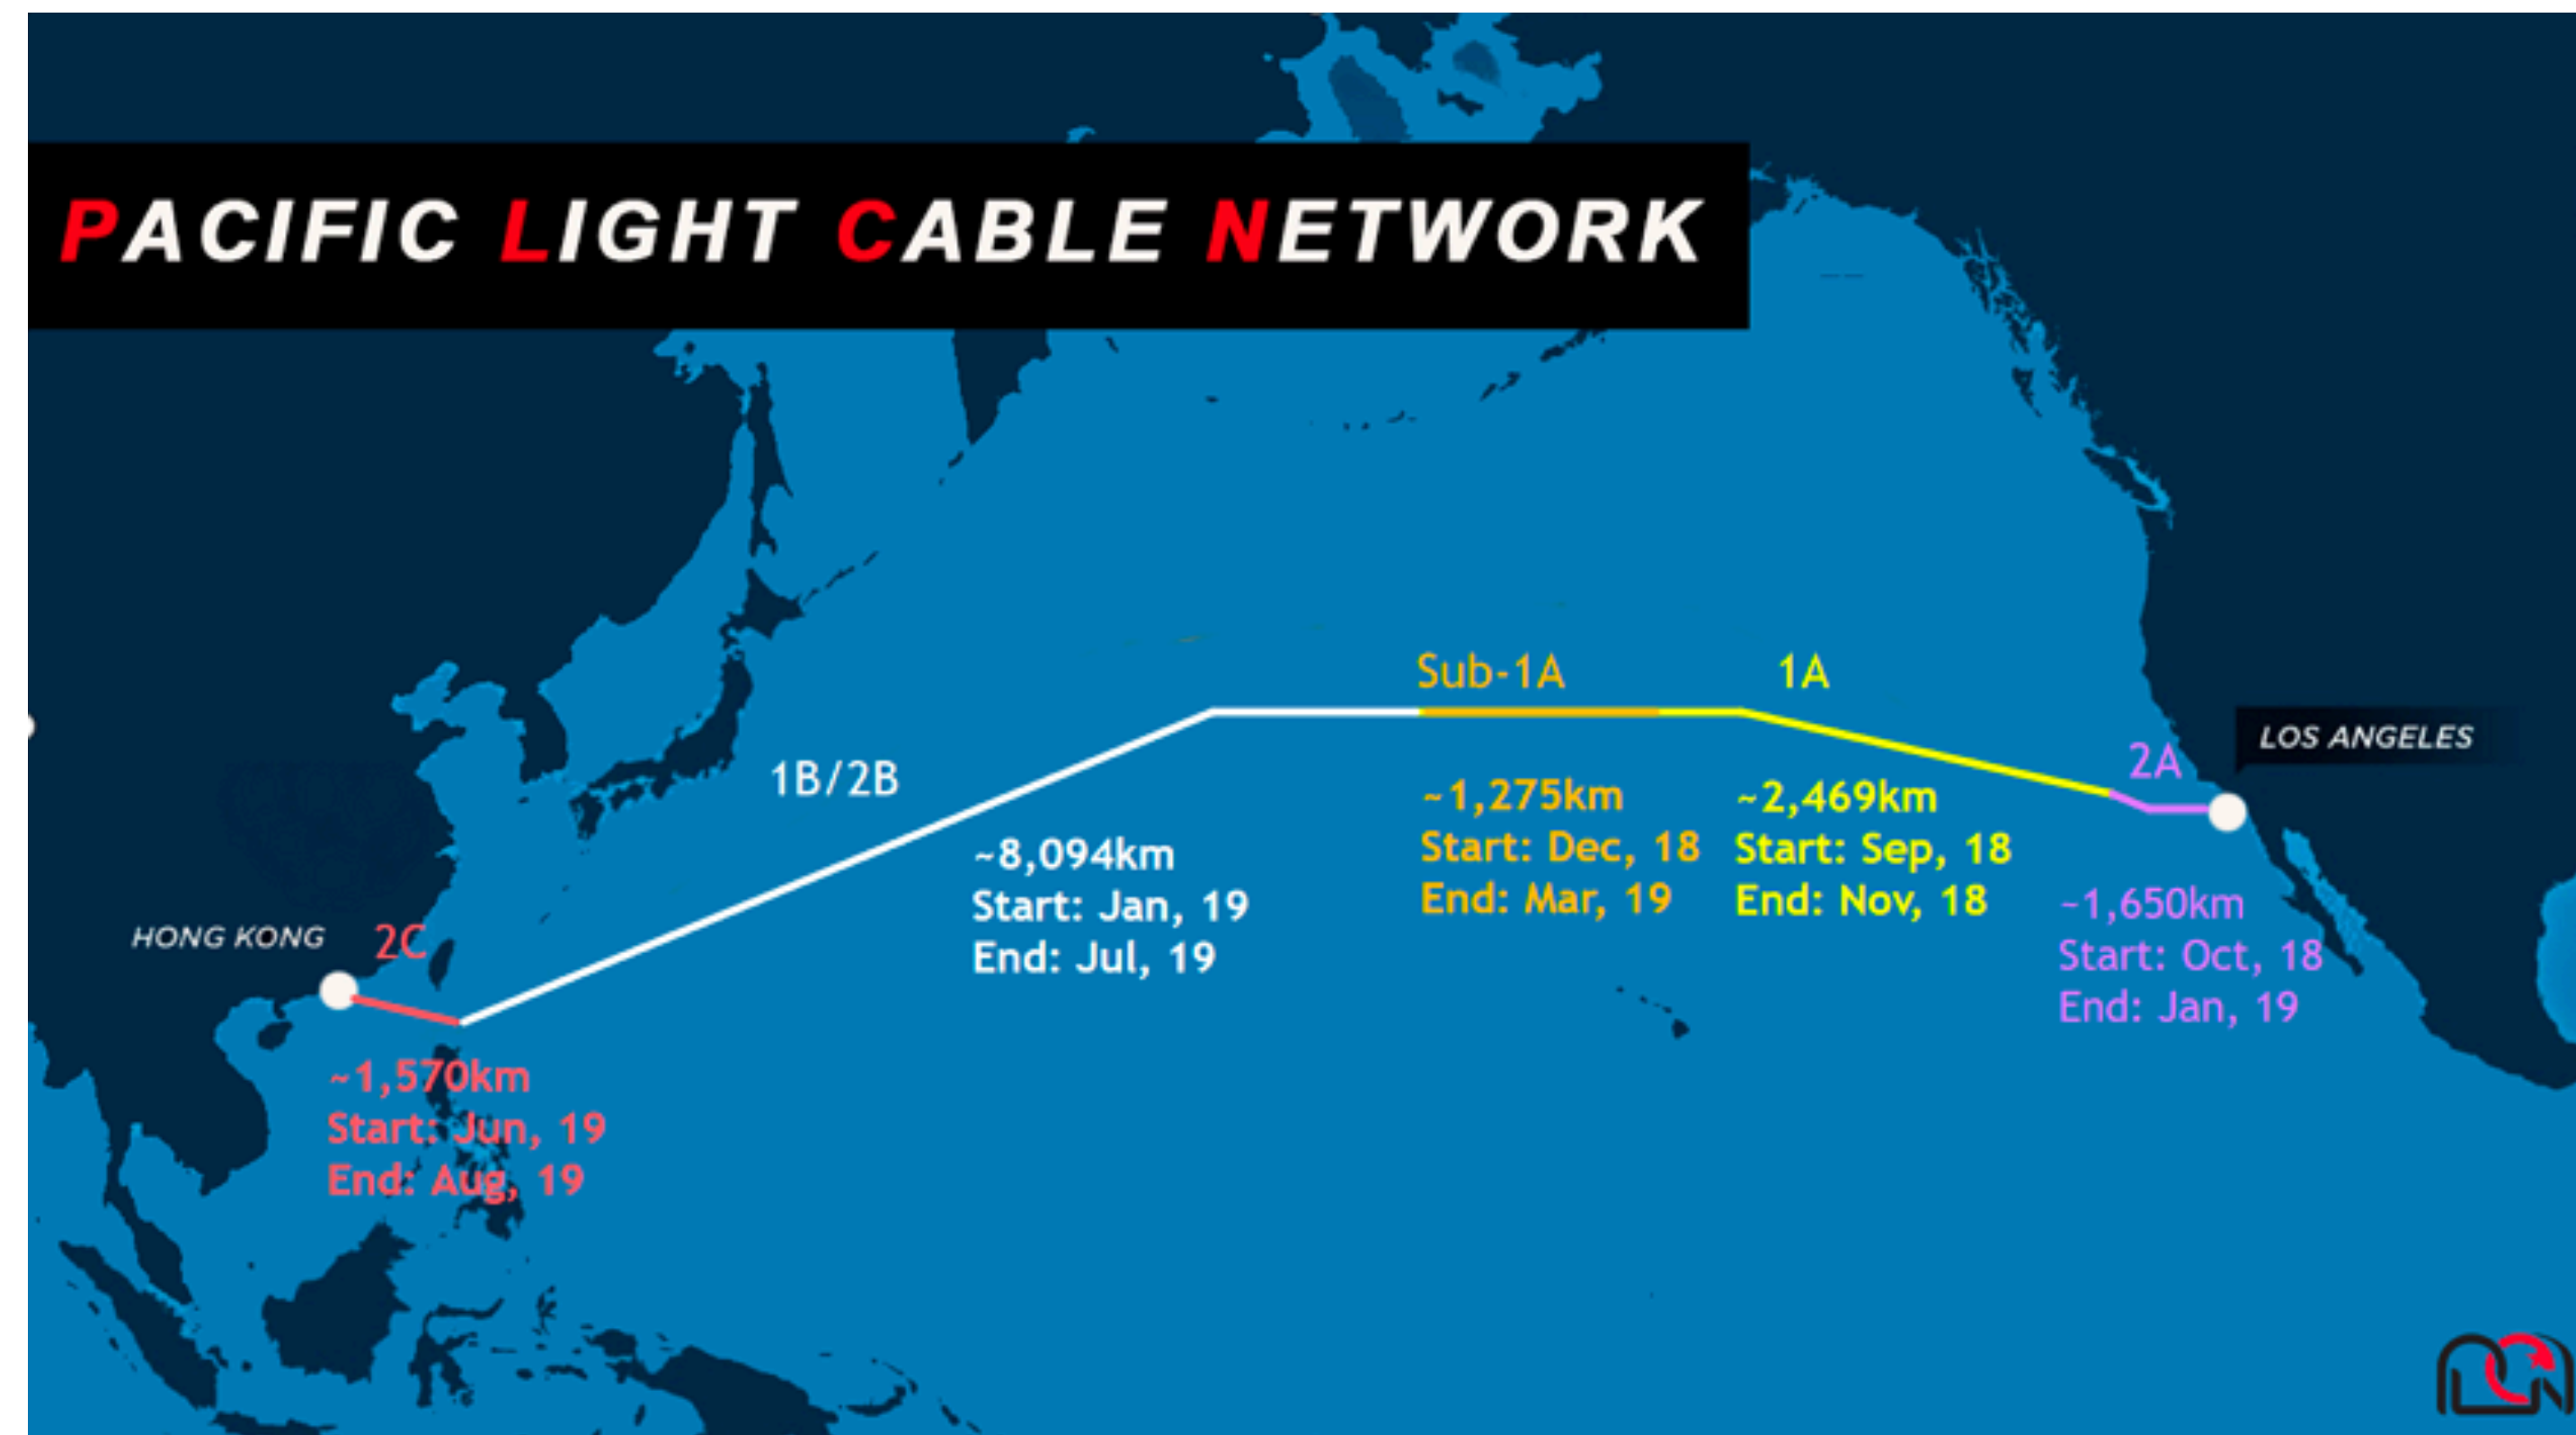 PACIFIC LIGHT CABLE NETWORK
Sub-1A
1A
LOS ANGELES
2A
1B/2B
~1,275km
Start: Dec, 18
End: Mar, 19
~2,469km
Start: Sep, 18
End: Nov, 18
~8,094km
Start: Jan, 19
End: Jul, 19
~1,650km
Start: Oct, 18
End: Jan, 19
HONG KONG
2C
~1,570km
Start: Jun, 19
End: Aug, 19
PLCN